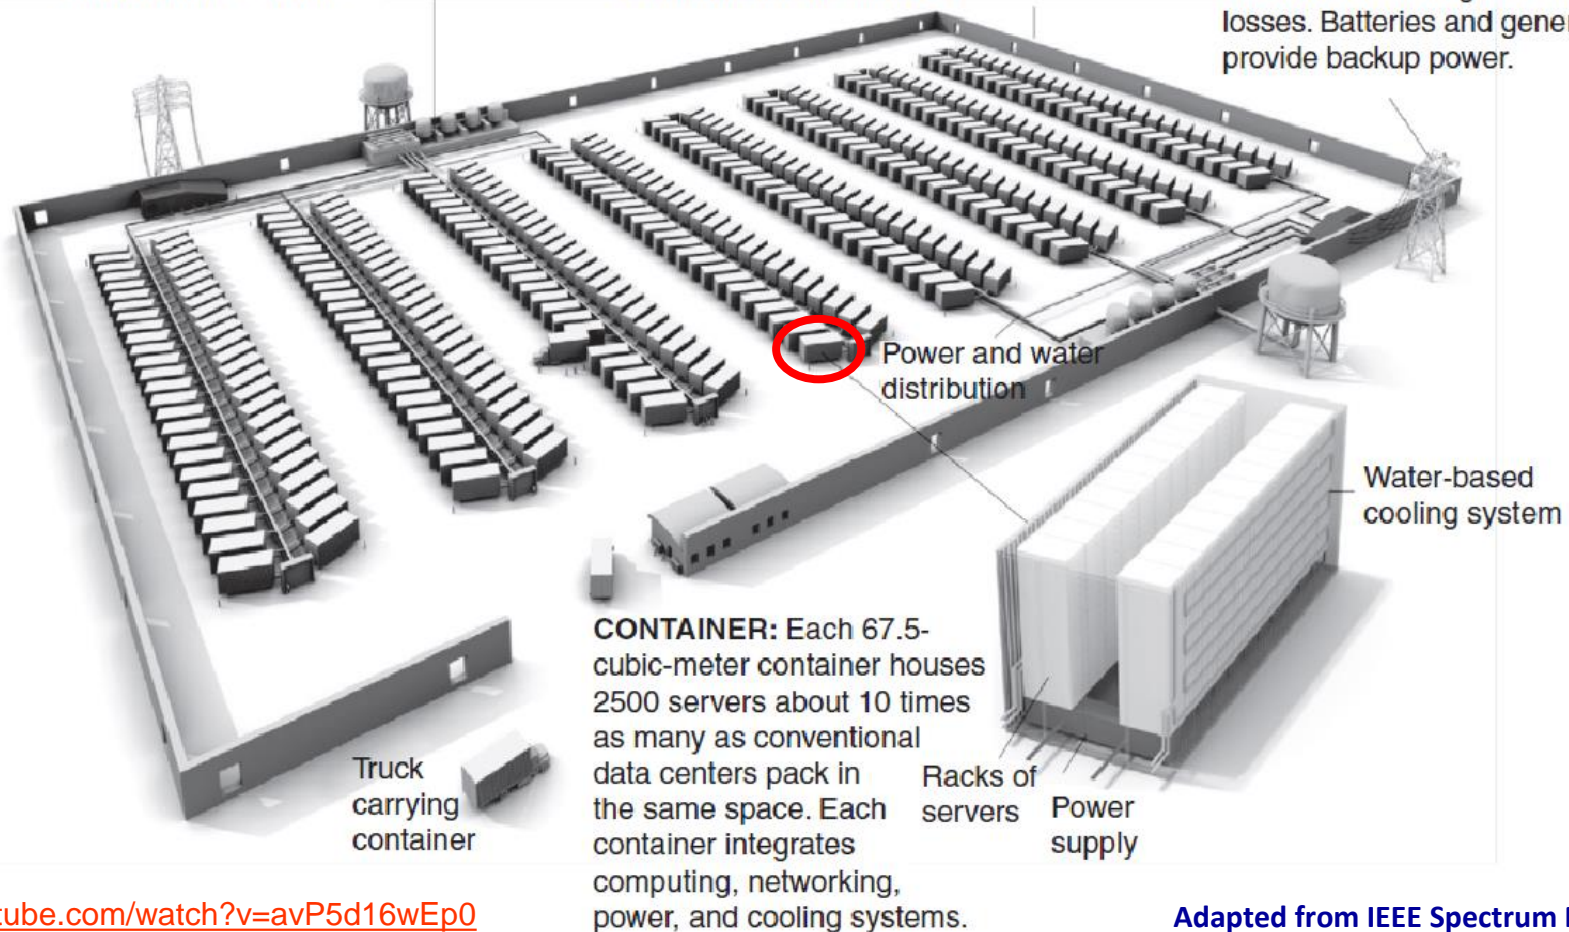 losses. Batteries and gener
provide backup power.
Power and water
distribution
Water-based
cooling system
CONTAINER: Each 67.5-
cubic-meter container houses
2500 servers about 10 times
as many as conventional
data centers pack in
the same space. Each
container integrates
computing, networking,
power, and cooling systems.
Truck
carrying
container
Racks of
servers
Power
supply
tube.com/watch?v=avP5d16wEp0
Adapted from IEEE Spectrum